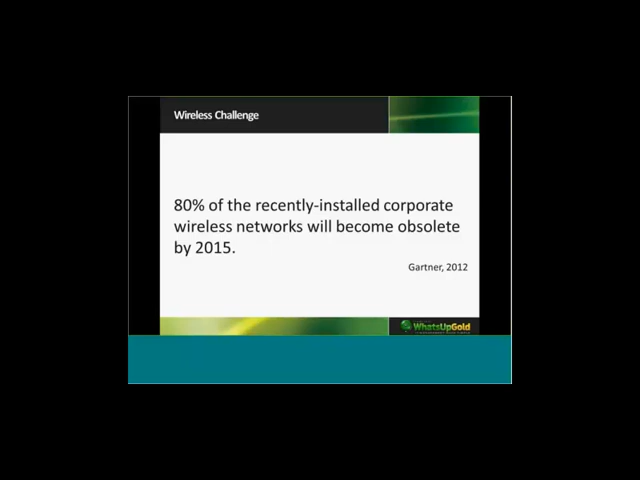 Wireless Challenge
80% of the recently-installed corporate
wireless networks will become obsolete
by 2015.
Gartner, 2012
WhatsUpGold